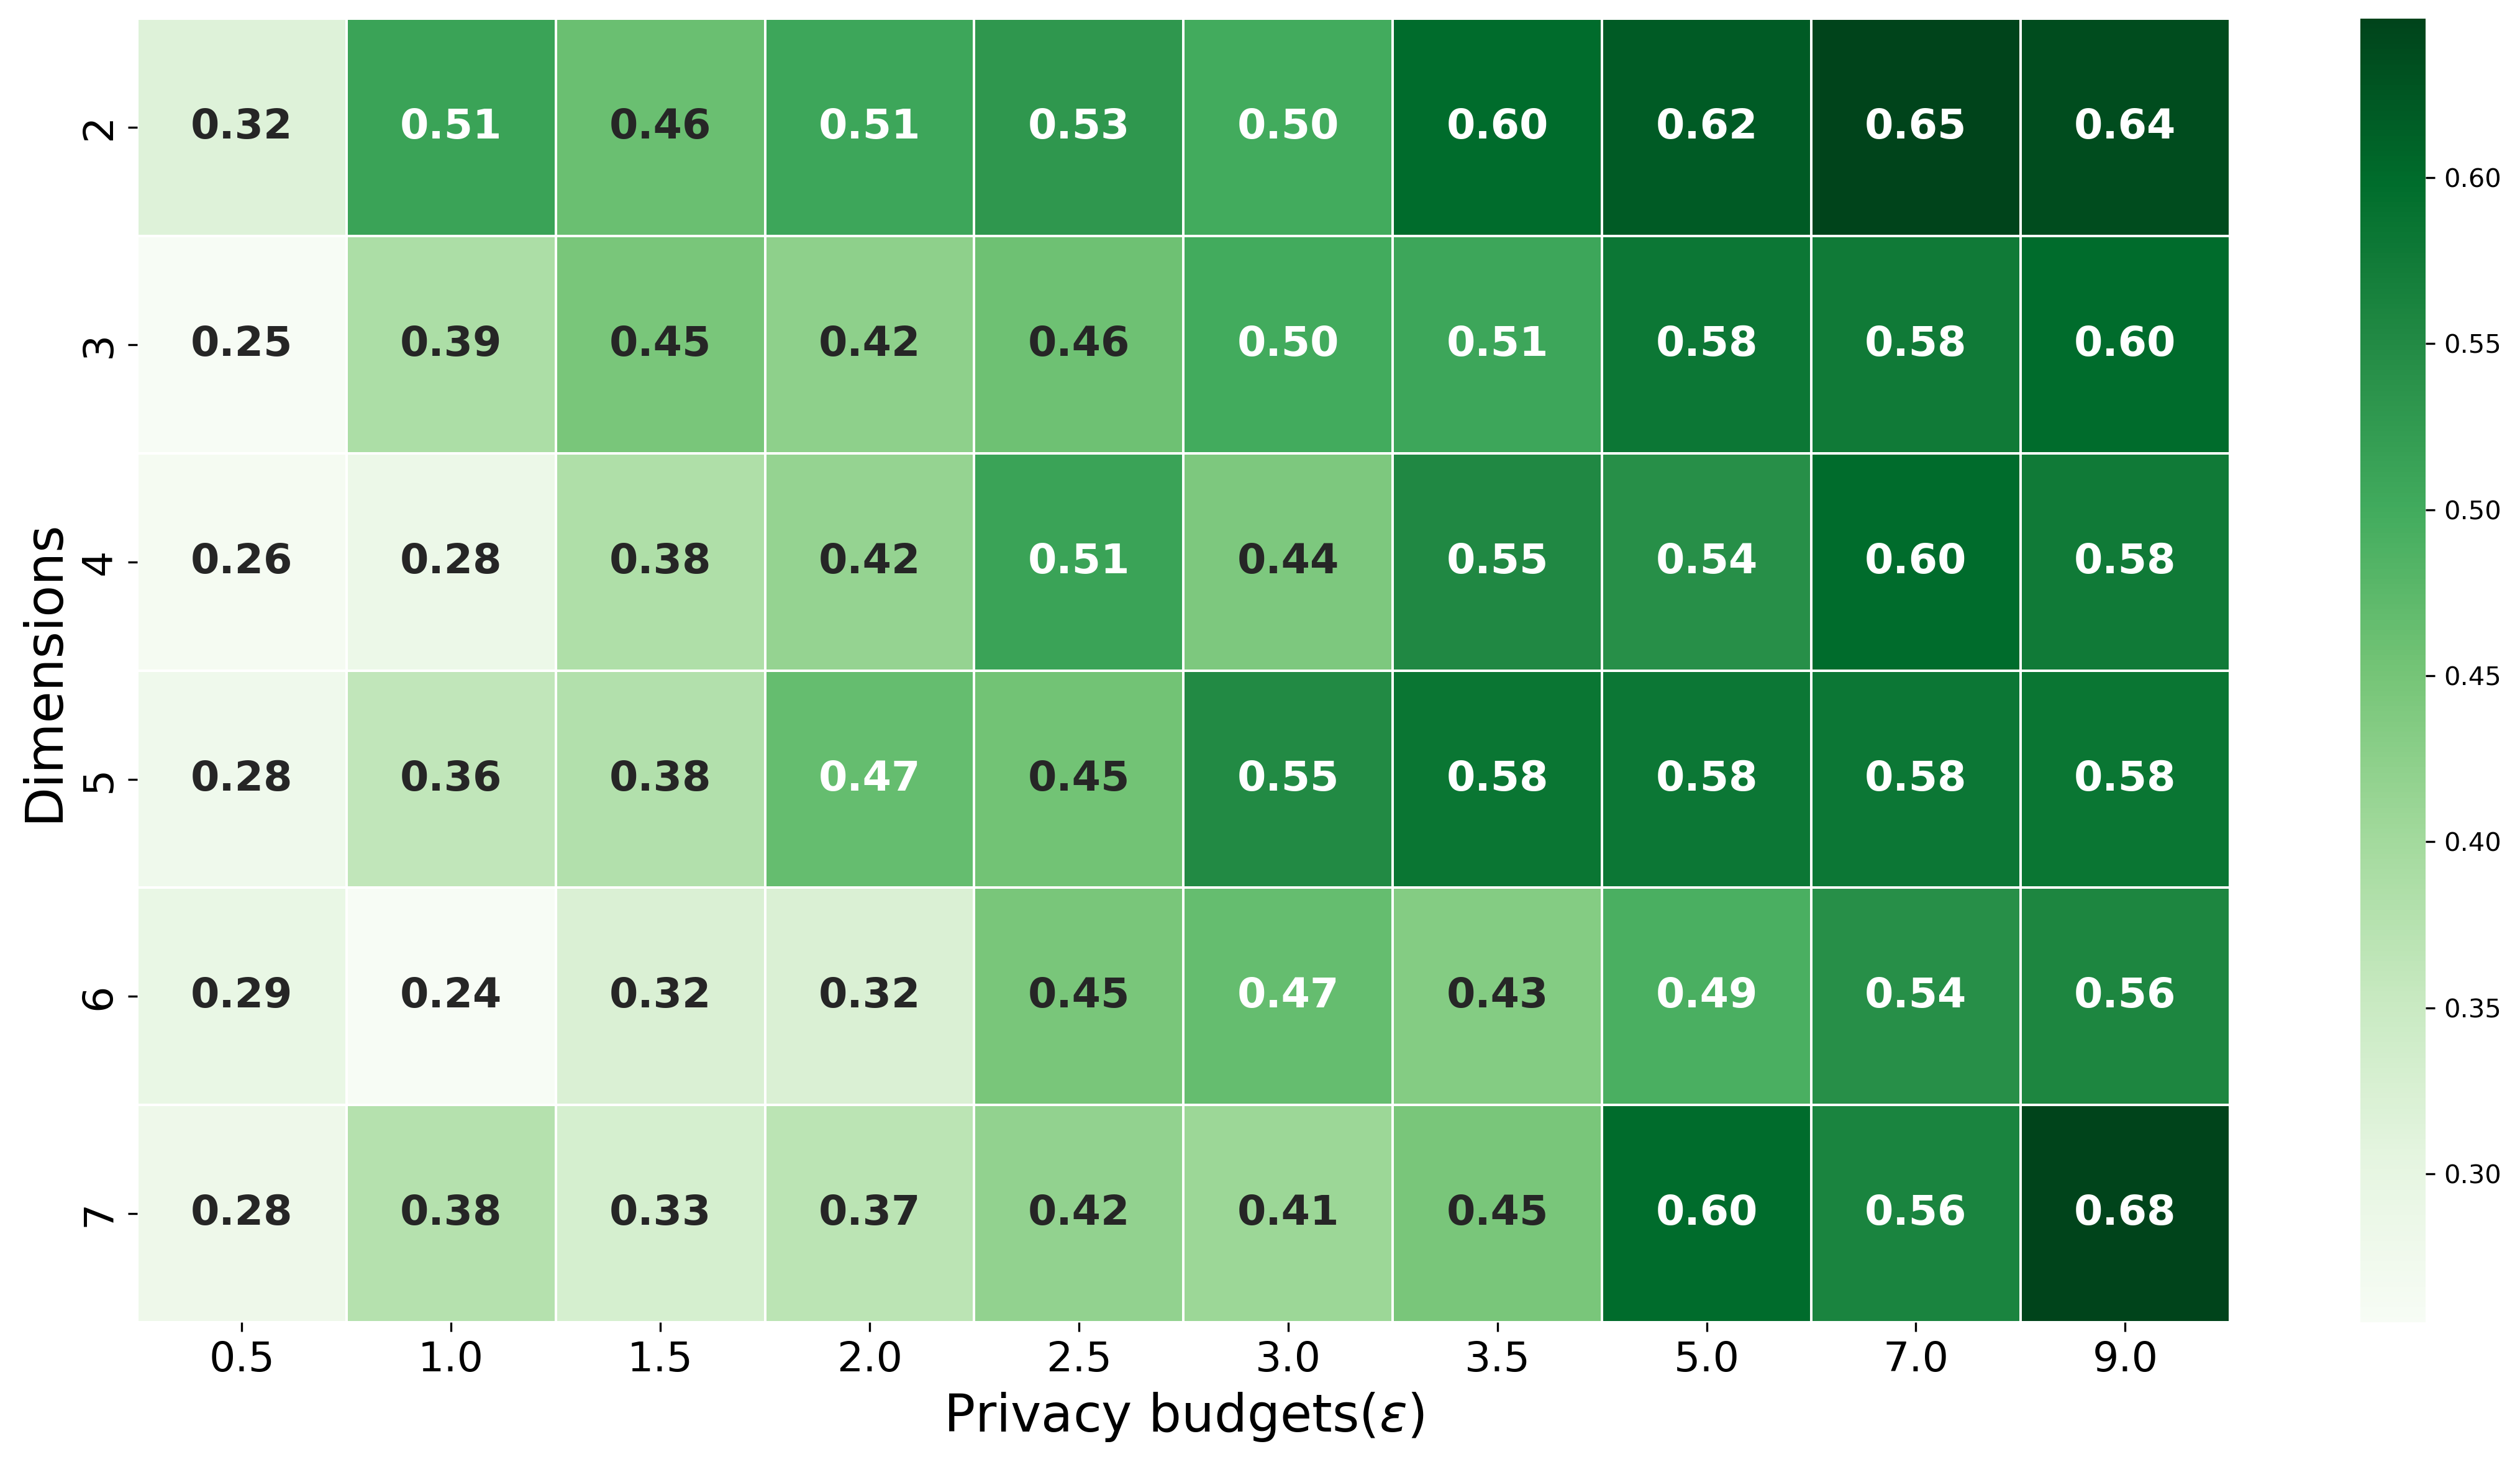 2 0.32 0.51 0.46 0.51 0.53 0.50 0.60 0.62 0.65 0.64
0.60
3 0.25 0.39 0.45 0.42 0.46 0.50 0.51 0.58 0.58 0.60
0.55
0.50
4 0.26 0.28 0.38 0.42 0.51 0.44 0.55 0.54 0.60 0.58
Dimensions
0.45
5 0.28 0.36 0.38 0.47 0.45 0.55 0.58 0.58 0.58 0.58
0.40
6 0.29 0.24 0.32 0.32 0.45 0.47 0.43 0.49 0.54 0.56
0.35
0.30
7 0.28 0.38 0.33 0.37 0.42 0.41 0.45 0.60 0.56 0.68
0.5 1.0 1.5 2.0 2.5 3.0 3.5 5.0 7.0 9.0
Privacy budgets(ε)